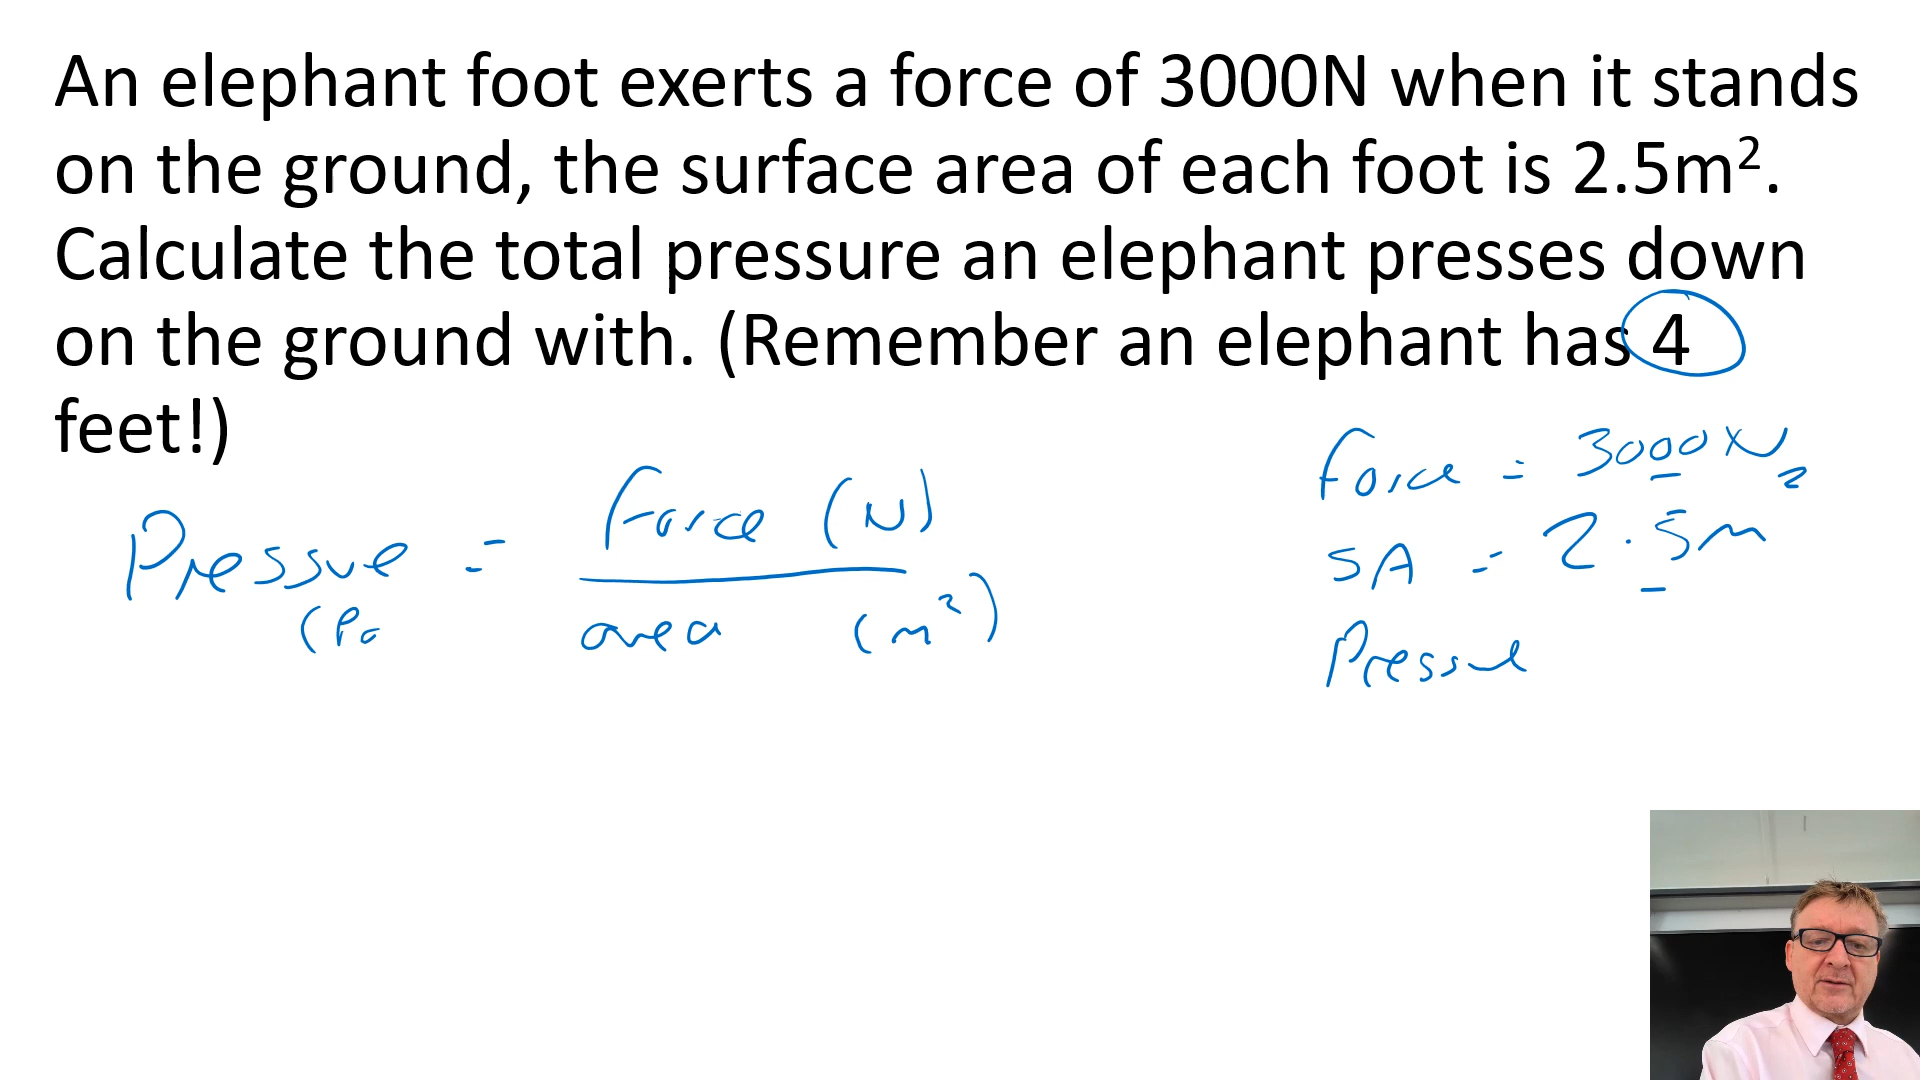 An elephant foot exerts a force of 3000N when it stands
on the ground, the surface area of each foot is 2.5m².
Calculate the total pressure an elephant presses down
on the ground with. (Remember an elephant has 4
feet!)
Force = 3000N
Pressure = Force (N)
SA = 2.5m²
(Pa
area (m²)
Pressure